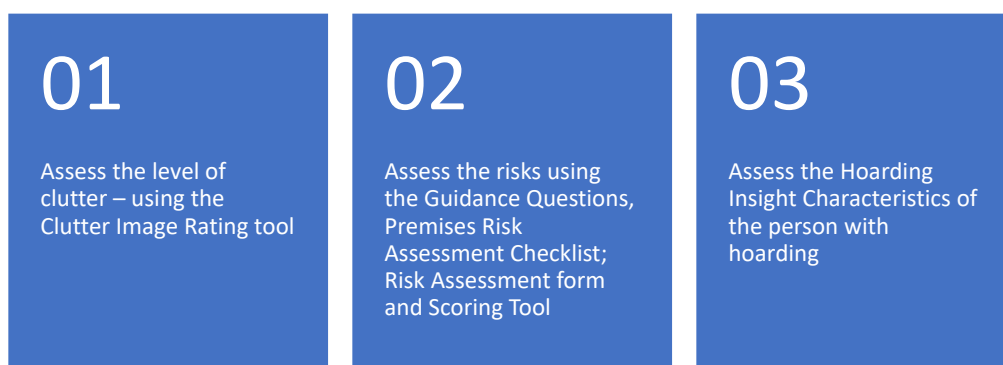 01
Assess the level of
clutter – using the
Clutter Image Rating tool
02
Assess the risks using
the Guidance Questions,
Premises Risk
Assessment Checklist;
Risk Assessment form
and Scoring Tool
03
Assess the Hoarding
Insight Characteristics of
the person with
hoarding